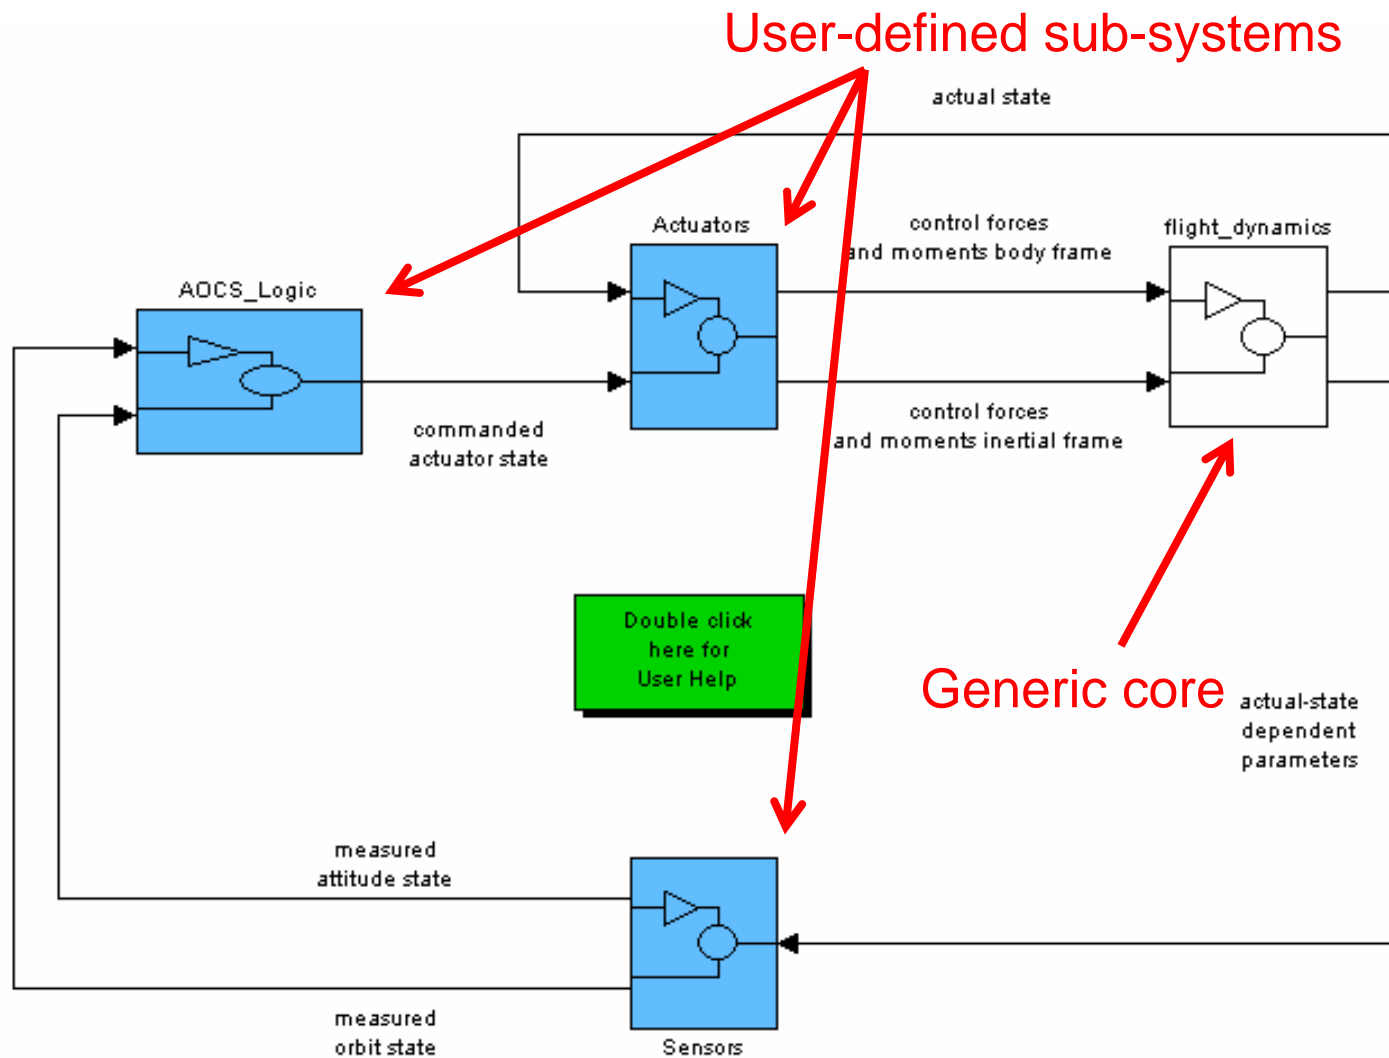 User-defined sub-systems
actual state
Actuators
control forces
and moments body frame
flight_dynamics
AOCS_Logic
control forces
and moments inertial frame
commanded
actuator state
Double click
here for
User Help
Generic core
actual-state
dependent
parameters
measured
attitude state
measured
orbit state
Sensors